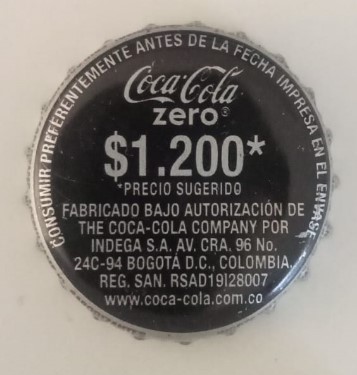 CONSUMIR PREFERENTEMENTE ANTES DE LA FECHA IMPRESA EN EL ENVASE
Coca-Cola
zero®
$1.200*
*PRECIO SUGERIDO
FABRICADO BAJO AUTORIZACIÓN DE
THE COCA-COLA COMPANY POR
INDEGA S.A. AV. CRA. 96 No.
24C-94 BOGOTÁ D.C., COLOMBIA.
REG. SAN. RSAD19I28007
www.coca-cola.com.co